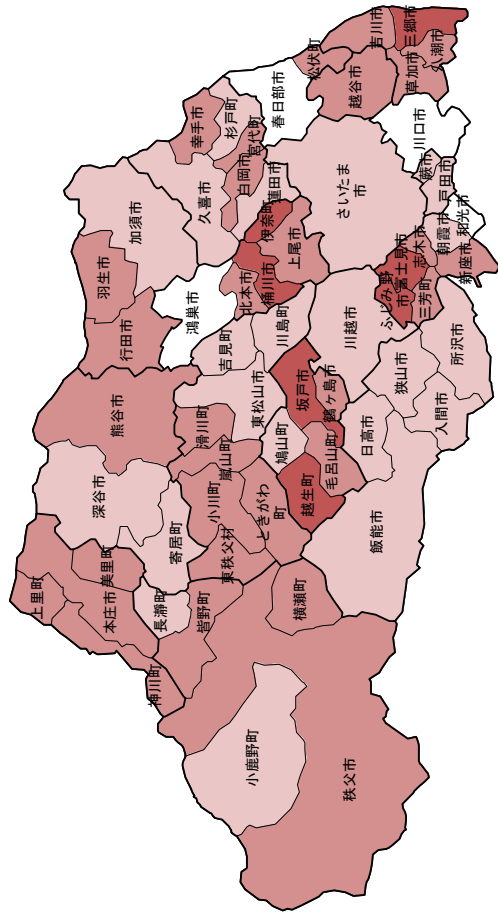 吉川市
三郷市
八潮市
松伏町
越谷市
草加市
春日部市
川口市
幸手市
杉戸町
宮代町
白岡市
蓮田市
蕨市
戸田市
久喜市
さいたま
市
加須市
伊奈町
上尾市
和光市
朝霞市
志木市
新座市
羽生市
桶川市
北本市
富士見市
ふじみ野
市
三芳町
鴻巣市
行田市
川島町
川越市
吉見町
所沢市
狭山市
東松山市
坂戸市
鶴ヶ島市
入間市
熊谷市
滑川町
日高市
鳩山町
嵐山町
毛呂山町
越生町
深谷市
小川町
ときがわ
町
飯能市
寄居町
東秩父村
美里町
上里町
本庄市
長瀞町
皆野町
横瀬町
神川町
小鹿野町
秩父市